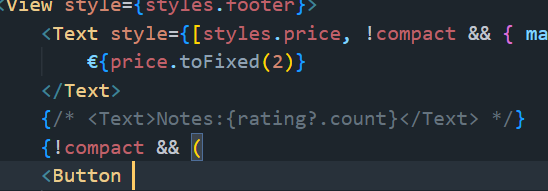 <View style={styles.footer}>
<Text style={[styles.price, !compact && { ma
€{price.toFixed(2)}
</Text>
{/* <Text>Notes:{rating?.count}</Text> */}
{!compact && (
<Button